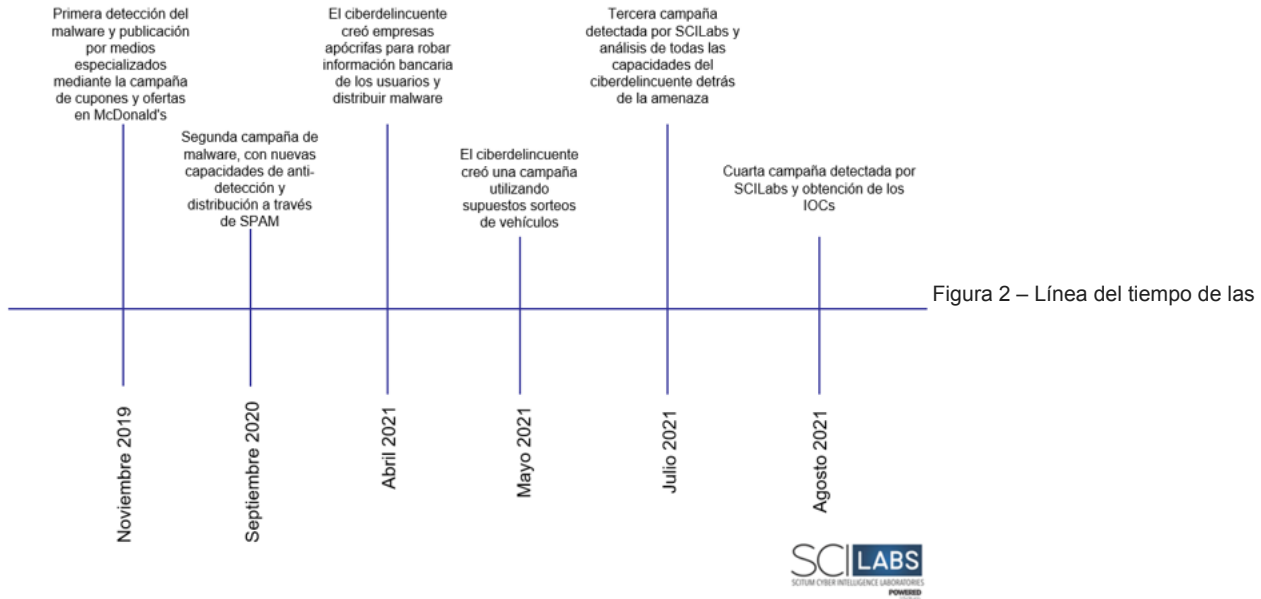 Primera detección del
malware y publicación
por medios
especializados
mediante la campaña
de cupones y ofertas
en McDonald's
Segunda campaña de
malware, con nuevas
capacidades de anti-
detección y
distribución a través
de SPAM
El ciberdelincuente
creó empresas
apócrifas para robar
información bancaria
de los usuarios y
distribuir malware
El ciberdelincuente
creó una campaña
utilizando
supuestos sorteos
de vehículos
Tercera campaña
detectada por SCILabs y
análisis de todas las
capacidades del
ciberdelincuente detrás
de la amenaza
Cuarta campaña detectada por
SCILabs y obtención de los
IOCs
Figura 2 – Línea del tiempo de las
Noviembre 2019
Septiembre 2020
Abril 2021
Mayo 2021
Julio 2021
Agosto 2021
SCILABS
SCITUM CYBER INTELLIGENCE LABORATORIES
POWERED